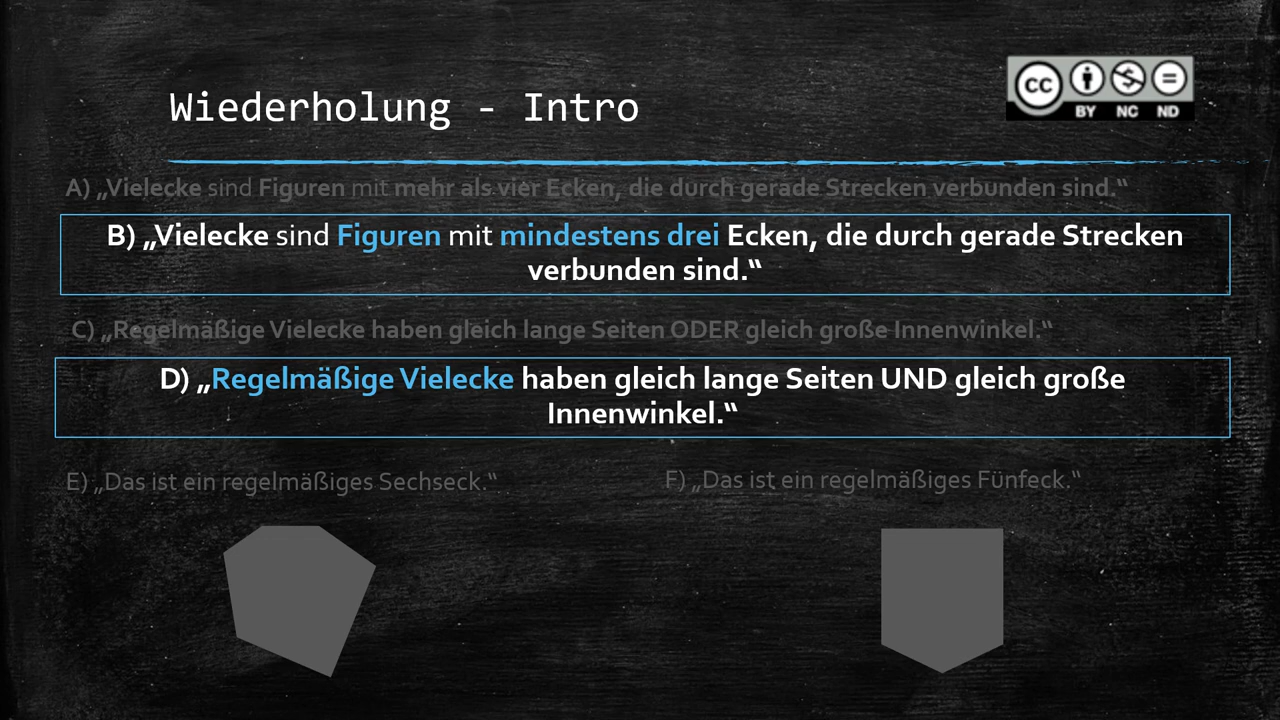 Wiederholung - Intro
CC BY NC ND
A) „Vielecke sind Figuren mit mehr als vier Ecken, die durch gerade Strecken verbunden sind.“
B) „Vielecke sind Figuren mit mindestens drei Ecken, die durch gerade Strecken
verbunden sind.“
C) „Regelmäßige Vielecke haben gleich lange Seiten ODER gleich große Innenwinkel.“
D) „Regelmäßige Vielecke haben gleich lange Seiten UND gleich große
Innenwinkel.“
E) „Das ist ein regelmäßiges Sechseck.“
F) „Das ist ein regelmäßiges Fünfeck.“